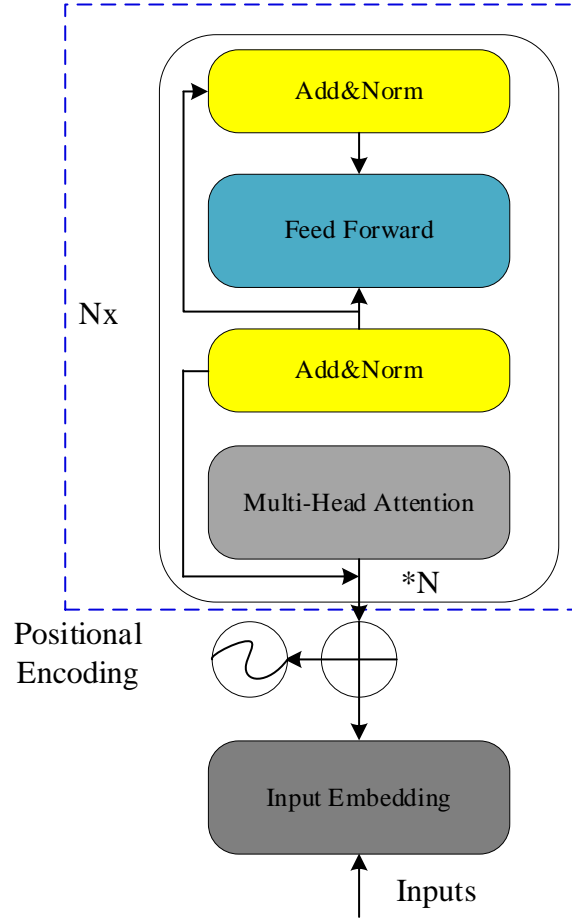 Add&Norm
Feed Forward
Nx
Add&Norm
Multi-Head Attention
*N
Positional
Encoding
Input Embedding
Inputs